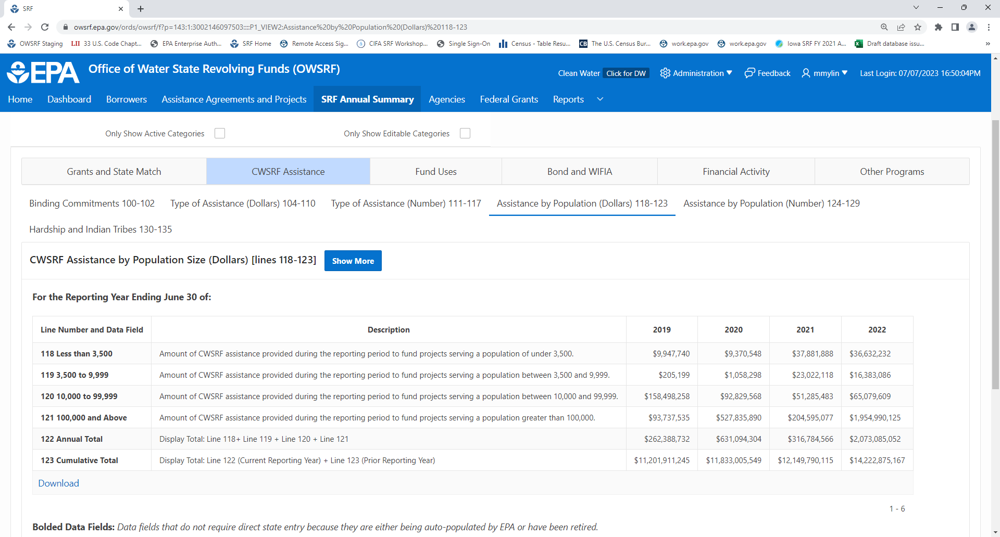 SRF
owsrf.epa.gov/ords/owsrf/f?p=143:1:3002146097503::::P1_VIEW2:Assistance%20by%20Population%20(Dollars)%20118-123
OWSRF Staging LII 33 U.S. Code Chapt... EPA Enterprise Auth... SRF Home Remote Access Sig... CIFA SRF Workshop... Single Sign-On Census - Table Resu... CB The U.S. Census Bur... work.epa.gov work.epa.gov Iowa SRF FY 2021 A... Draft database issu... »
EPA Office of Water State Revolving Funds (OWSRF)
Clean Water Click for DW Administration Feedback mmylin Last Login: 07/07/2023 16:50:04PM
Home Dashboard Borrowers Assistance Agreements and Projects SRF Annual Summary Agencies Federal Grants Reports
Only Show Active Categories Only Show Editable Categories
Grants and State Match CWSRF Assistance Fund Uses Bond and WIFIA Financial Activity Other Programs
Binding Commitments 100-102 Type of Assistance (Dollars) 104-110 Type of Assistance (Number) 111-117 Assistance by Population (Dollars) 118-123 Assistance by Population (Number) 124-129
Hardship and Indian Tribes 130-135
CWSRF Assistance by Population Size (Dollars) [lines 118-123] Show More
For the Reporting Year Ending June 30 of:
Line Number and Data Field Description 2019 2020 2021 2022
118 Less than 3,500 Amount of CWSRF assistance provided during the reporting period to fund projects serving a population of under 3,500. $9,947,740 $9,370,548 $37,881,888 $36,632,232
119 3,500 to 9,999 Amount of CWSRF assistance provided during the reporting period to fund projects serving a population between 3,500 and 9,999. $205,199 $1,058,298 $23,022,118 $16,383,086
120 10,000 to 99,999 Amount of CWSRF assistance provided during the reporting period to fund projects serving a population between 10,000 and 99,999. $158,498,258 $92,829,568 $51,285,483 $65,079,609
121 100,000 and Above Amount of CWSRF assistance provided during the reporting period to fund projects serving a population greater than 100,000. $93,737,535 $527,835,890 $204,595,077 $1,954,990,125
122 Annual Total Display Total: Line 118+ Line 119 + Line 120 + Line 121 $262,388,732 $631,094,304 $316,784,566 $2,073,085,052
123 Cumulative Total Display Total: Line 122 (Current Reporting Year) + Line 123 (Prior Reporting Year) $11,201,911,245 $11,833,005,549 $12,149,790,115 $14,222,875,167
Download
1 - 6
Bolded Data Fields: Data fields that do not require direct state entry because they are either being auto-populated by EPA or have been retired.